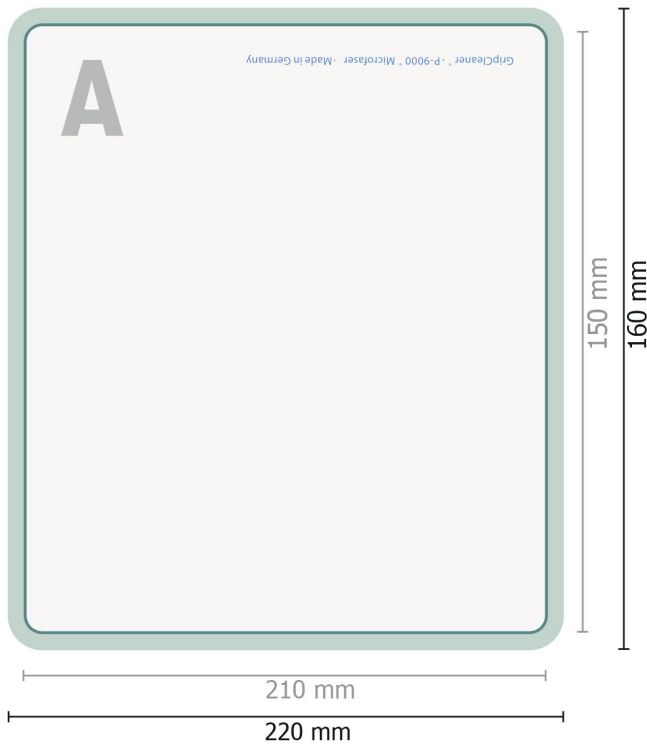 A
GripCleaner ° · P-9000 ° Microfaser · Made in Germany
150 mm
160 mm
210 mm
220 mm